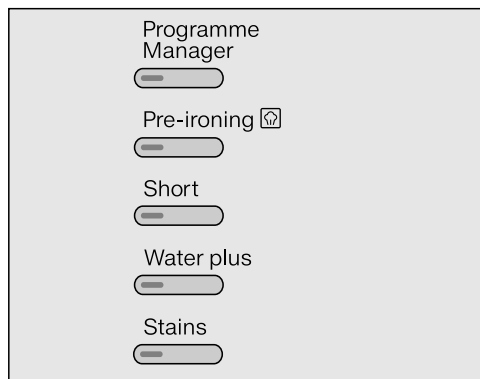 Programme
Manager
Pre-ironing
Short
Water plus
Stains